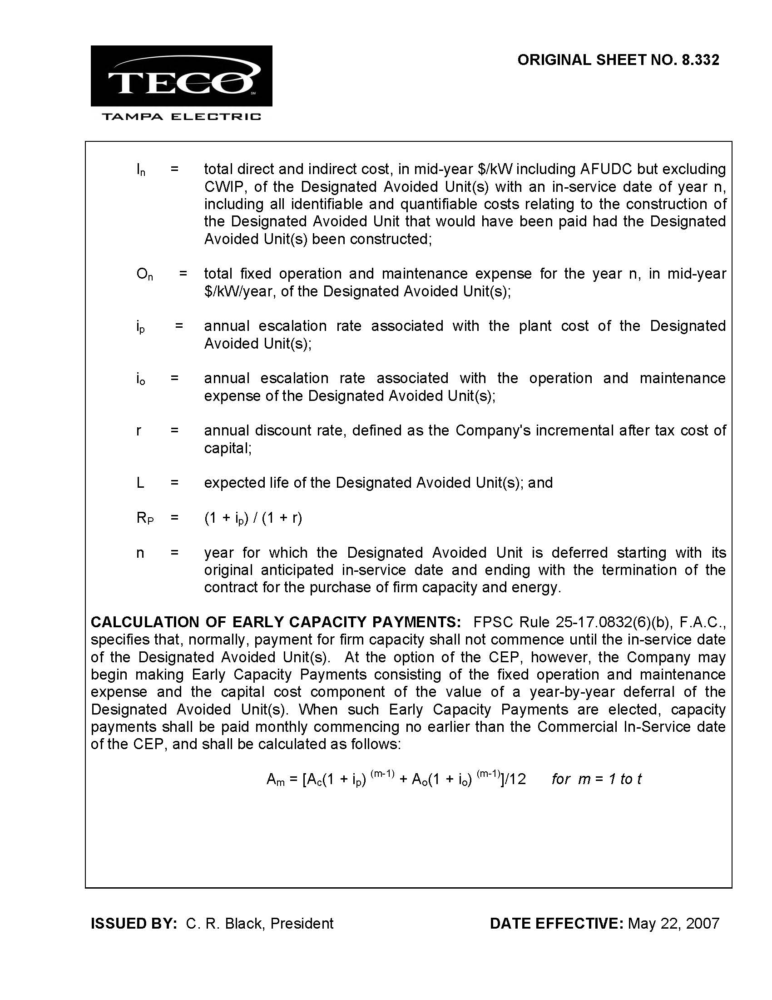 TECO
SM
TAMPA ELECTRIC
ORIGINAL SHEET NO. 8.332
Iₙ = total direct and indirect cost, in mid-year $/kW including AFUDC but excluding
CWIP, of the Designated Avoided Unit(s) with an in-service date of year n,
including all identifiable and quantifiable costs relating to the construction of
the Designated Avoided Unit that would have been paid had the Designated
Avoided Unit(s) been constructed;
Oₙ = total fixed operation and maintenance expense for the year n, in mid-year
$/kW/year, of the Designated Avoided Unit(s);
iₚ = annual escalation rate associated with the plant cost of the Designated
Avoided Unit(s);
iₒ = annual escalation rate associated with the operation and maintenance
expense of the Designated Avoided Unit(s);
r = annual discount rate, defined as the Company's incremental after tax cost of
capital;
L = expected life of the Designated Avoided Unit(s); and
R_P = (1 + iₚ) / (1 + r)
n = year for which the Designated Avoided Unit is deferred starting with its
original anticipated in-service date and ending with the termination of the
contract for the purchase of firm capacity and energy.
CALCULATION OF EARLY CAPACITY PAYMENTS: FPSC Rule 25-17.0832(6)(b), F.A.C.,
specifies that, normally, payment for firm capacity shall not commence until the in-service date
of the Designated Avoided Unit(s). At the option of the CEP, however, the Company may
begin making Early Capacity Payments consisting of the fixed operation and maintenance
expense and the capital cost component of the value of a year-by-year deferral of the
Designated Avoided Unit(s). When such Early Capacity Payments are elected, capacity
payments shall be paid monthly commencing no earlier than the Commercial In-Service date
of the CEP, and shall be calculated as follows:
A_m = [A_c(1 + iₚ) ^(m-1) + Aₒ(1 + iₒ) ^(m-1)]/12 for m = 1 to t
ISSUED BY: C. R. Black, President
DATE EFFECTIVE: May 22, 2007